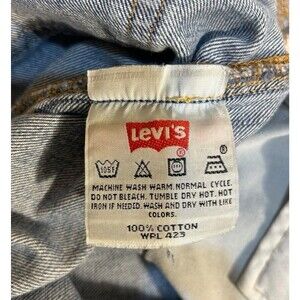 Levi's
105F
MACHINE WASH WARM. NORMAL CYCLE.
DO NOT BLEACH. TUMBLE DRY HOT. HOT
IRON IF NEEDED. WASH AND DRY WITH LIKE
COLORS.
100% COTTON
WPL 423